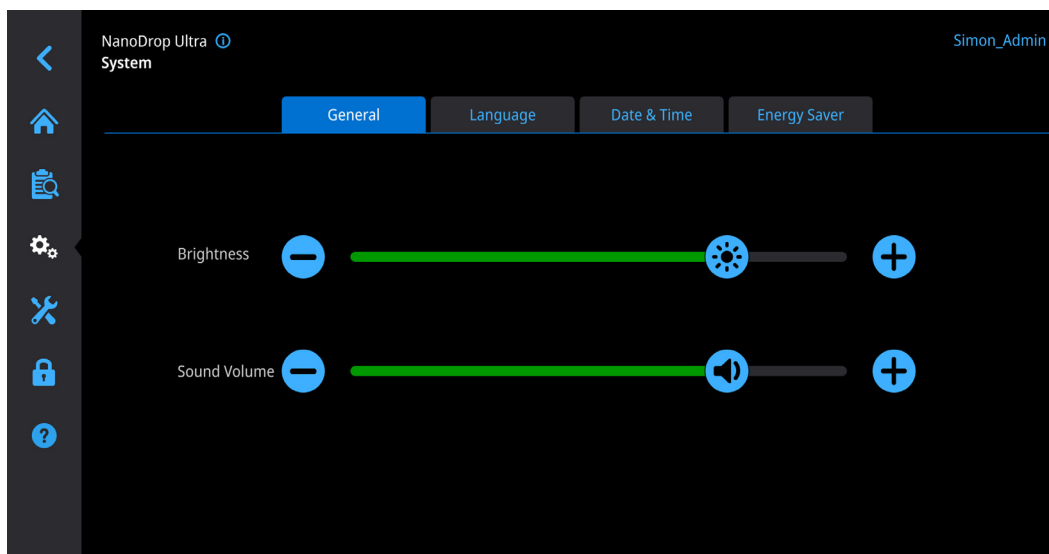 NanoDrop Ultra
Simon_Admin
System
General
Language
Date & Time
Energy Saver
Brightness
Sound Volume